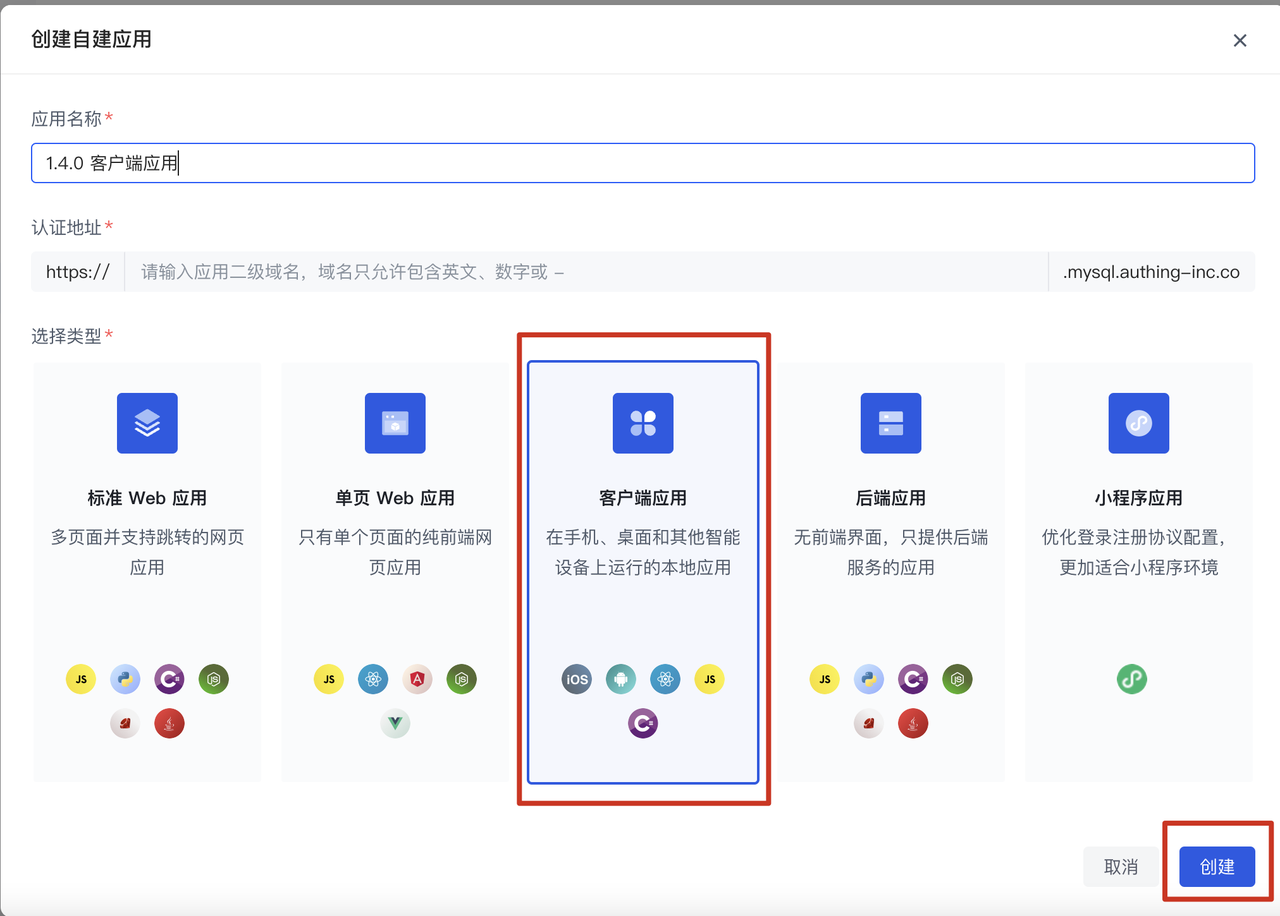 创建自建应用
应用名称*
1.4.0 客户端应用
认证地址*
https:// 请输入应用二级域名，域名只允许包含英文、数字或 – .mysql.authing-inc.co
选择类型*
标准 Web 应用
多页面并支持跳转的网页
应用
JS
JS
单页 Web 应用
只有单个页面的纯前端网
页应用
JS
A
JS
客户端应用
在手机、桌面和其他智能
设备上运行的本地应用
iOS
JS
C#
后端应用
无前端界面，只提供后端
服务的应用
JS
C#
JS
小程序应用
优化登录注册协议配置，
更加适合小程序环境
取消
创建